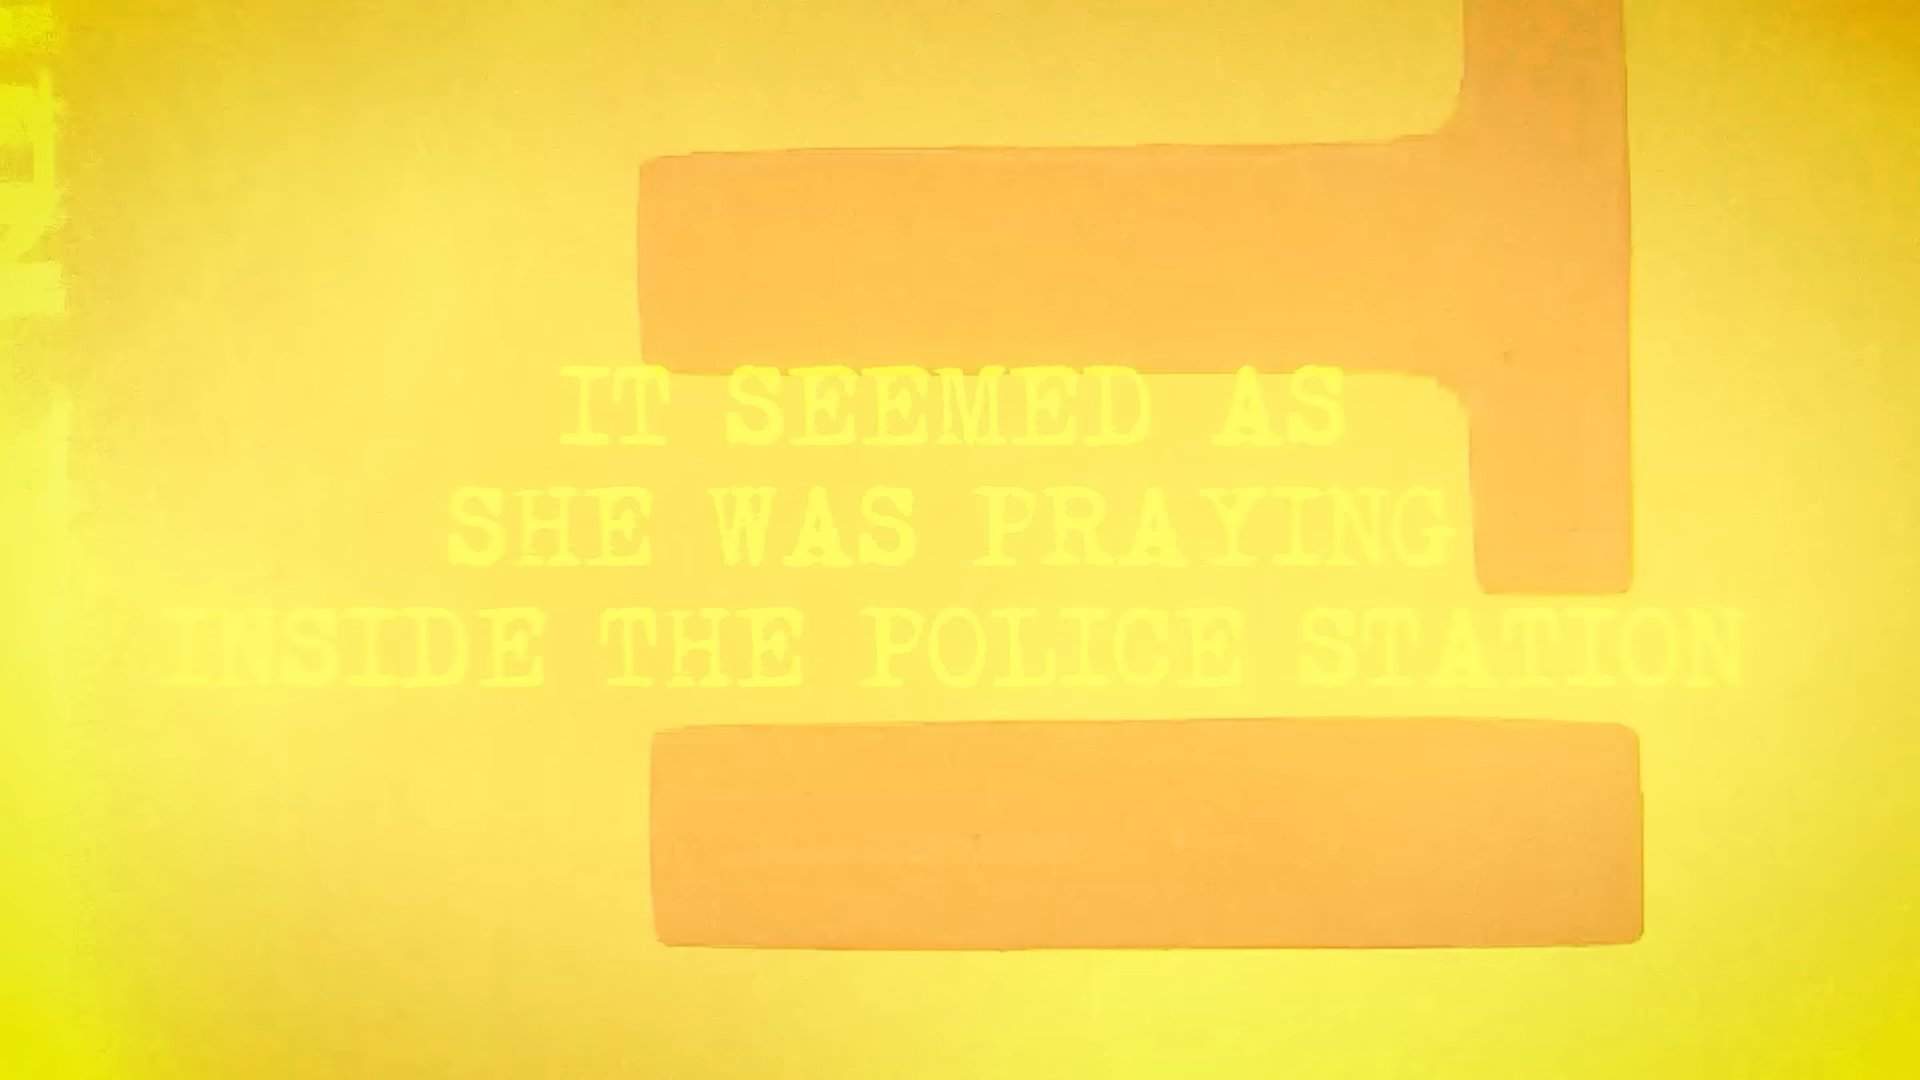 IT SEEMED AS
SHE WAS PRAYING
INSIDE THE POLICE STATION